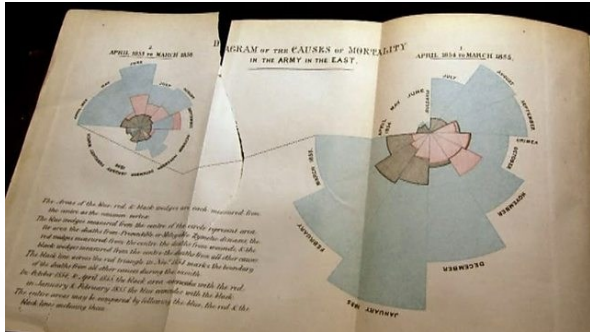 2.
APRIL 1855 TO MARCH 1856
DIAGRAM OF THE CAUSES OF MORTALITY
IN THE ARMY IN THE EAST.
1.
APRIL 1854 TO MARCH 1855.
JUNE
JULY
APRIL 1854
MAY
JUNE
JULY
AUGUST
SEPTEMBER
OCTOBER
NOVEMBER
DECEMBER
JANUARY 1855
FEBRUARY
MARCH 1855.
BULGARIA
CRIMEA
The Areas of the blue, red, & black wedges are each measured from
the centre as the common vertex.
The blue wedges measured from the centre of the circle represent area
for area the deaths from Preventible or Mitigable Zymotic diseases, the
red wedges measured from the centre the deaths from wounds, & the
black wedges measured from the centre the deaths from all other causes.
The black line across the red triangle in Nov. 1854 marks the boundary
of the deaths from all other causes during the month.
In October 1854, & April 1855, the black area coincides with the red,
in January & February 1855, the blue coincides with the black.
The entire areas may be compared by following the blue, the red & the
black lines enclosing them.